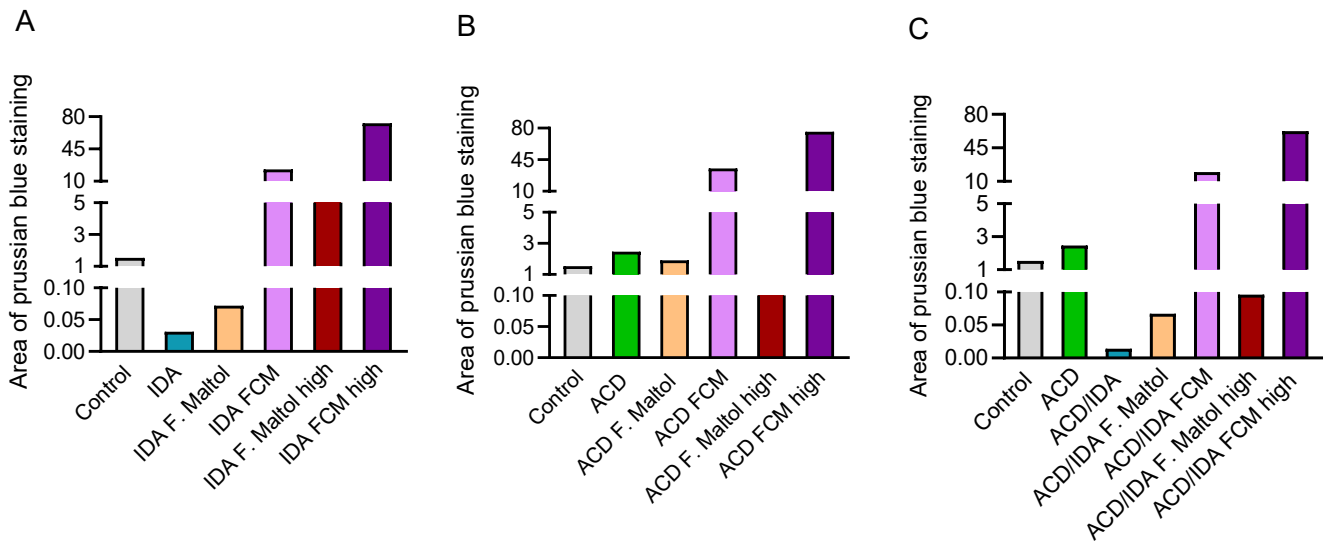 A
Area of prussian blue staining
80
45
10
5
3
1
0.10
0.05
0.00
Control
IDA
IDA F. Maltol
IDA FCM
IDA F. Maltol high
IDA FCM high
B
Area of prussian blue staining
80
45
10
5
3
1
0.10
0.05
0.00
Control
ACD
ACD F. Maltol
ACD FCM
ACD F. Maltol high
ACD FCM high
C
Area of prussian blue staining
80
45
10
5
3
1
0.10
0.05
0.00
Control
ACD
ACD/IDA
ACD/IDA F. Maltol
ACD/IDA FCM
ACD/IDA F. Maltol high
ACD/IDA FCM high